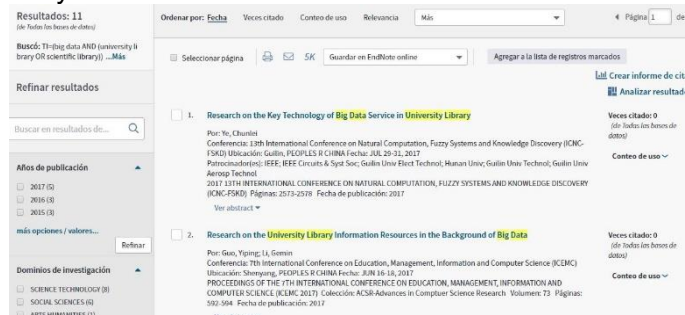 Resultados: 11
(de Todas las bases de datos)
Buscó: TI=(big data AND (university li
brary OR scientific library)) ...Más
Refinar resultados
Buscar en resultados de...
Años de publicación
2017 (5)
2016 (3)
2015 (3)
más opciones / valores...
Refinar
Dominios de investigación
SCIENCE TECHNOLOGY (8)
SOCIAL SCIENCES (6)
ARTS HUMANITIES (1)
Ordenar por: Fecha Veces citado Conteo de uso Relevancia Más
Página 1 de
Seleccionar página 5K Guardar en EndNote online Agregar a la lista de registros marcados
Crear informe de cit
Analizar resultado
1. Research on the Key Technology of Big Data Service in University Library
Por: Ye, Chunlei
Conferencia: 13th International Conference on Natural Computation, Fuzzy Systems and Knowledge Discovery (ICNC-
FSKD) Ubicación: Guilin, PEOPLES R CHINA Fecha: JUL 29-31, 2017
Patrocinador(es): IEEE; IEEE Circuits & Syst Soc; Guilin Univ Elect Technol; Hunan Univ; Guilin Univ Technol; Guilin Univ
Aerosp Technol
2017 13TH INTERNATIONAL CONFERENCE ON NATURAL COMPUTATION, FUZZY SYSTEMS AND KNOWLEDGE DISCOVERY
(ICNC-FSKD) Páginas: 2573-2578 Fecha de publicación: 2017
Ver abstract
Veces citado: 0
(de Todas las bases de
datos)
Conteo de uso
2. Research on the University Library Information Resources in the Background of Big Data
Por: Guo, Yiping; Li, Gemin
Conferencia: 7th International Conference on Education, Management, Information and Computer Science (ICEMC)
Ubicación: Shenyang, PEOPLES R CHINA Fecha: JUN 16-18, 2017
PROCEEDINGS OF THE 7TH INTERNATIONAL CONFERENCE ON EDUCATION, MANAGEMENT, INFORMATION AND
COMPUTER SCIENCE (ICEMC 2017) Colección: ACSR-Advances in Comptuer Science Research Volumen: 73 Páginas:
592-594 Fecha de publicación: 2017
Veces citado: 0
(de Todas las bases de
datos)
Conteo de uso